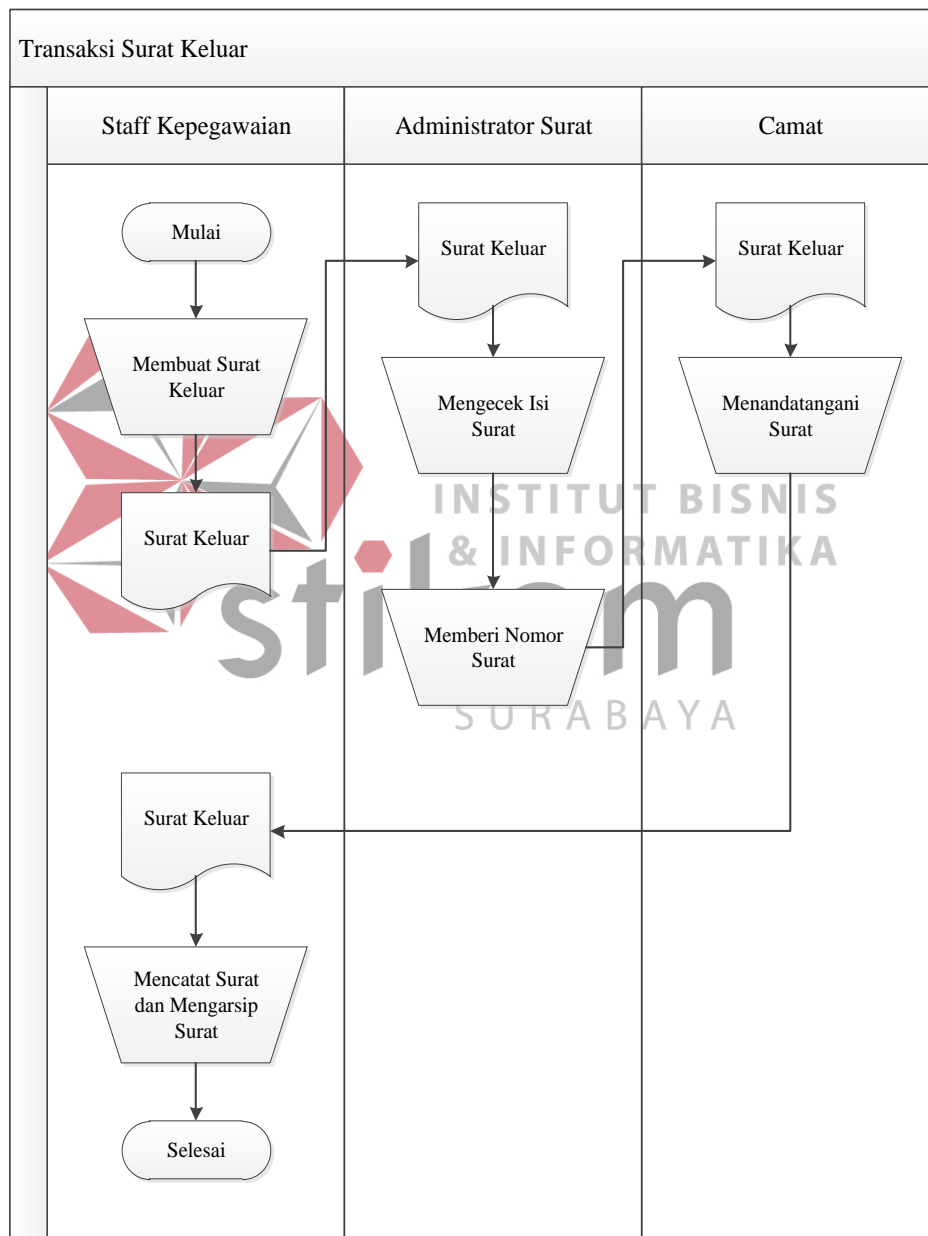 Transaksi Surat Keluar
Staff Kepegawaian
Administrator Surat
Camat
Mulai
Membuat Surat
Keluar
Surat Keluar
Surat Keluar
Mengecek Isi
Surat
Memberi Nomor
Surat
Surat Keluar
Menandatangani
Surat
Surat Keluar
Mencatat Surat
dan Mengarsip
Surat
Selesai
INSTITUT BISNIS
& INFORMATIKA
stikom
SURABAYA